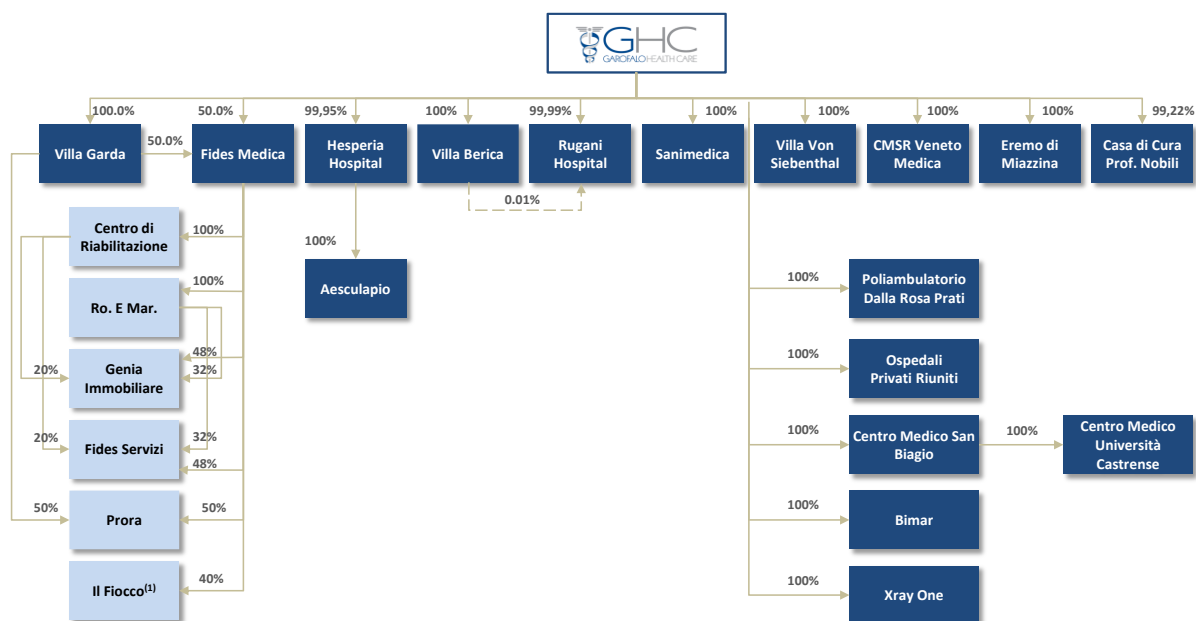 GHC
GAROFALO HEALTH CARE
100.0%
50.0%
99,95%
100%
99,99%
100%
100%
100%
100%
99,22%
Villa Garda
50.0%
Fides Medica
Hesperia
Hospital
Villa Berica
Rugani
Hospital
Sanimedica
Villa Von
Siebenthal
CMSR Veneto
Medica
Eremo di
Miazzina
Casa di Cura
Prof. Nobili
0.01%
Centro di
Riabilitazione
100%
100%
Aesculapio
100%
Poliambulatorio
Dalla Rosa Prati
100%
Ro. E Mar.
48%
20%
Genia
Immobiliare
32%
100%
Ospedali
Privati Riuniti
20%
Fides Servizi
32%
48%
100%
Centro Medico San
Biagio
100%
Centro Medico
Università
Castrense
50%
Prora
50%
100%
Bimar
Il Fiocco(1)
40%
100%
Xray One